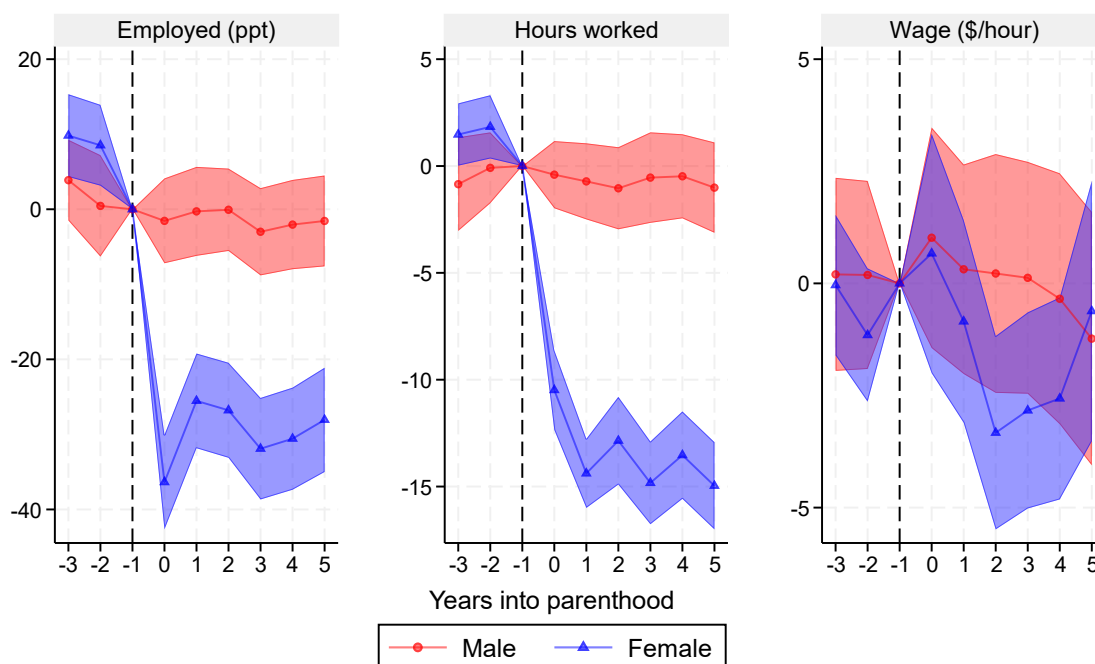 Employed (ppt)
20
0
-20
-40
-3 -2 -1 0 1 2 3 4 5
Hours worked
5
0
-5
-10
-15
-3 -2 -1 0 1 2 3 4 5
Wage ($/hour)
5
0
-5
-3 -2 -1 0 1 2 3 4 5
Years into parenthood
Male Female